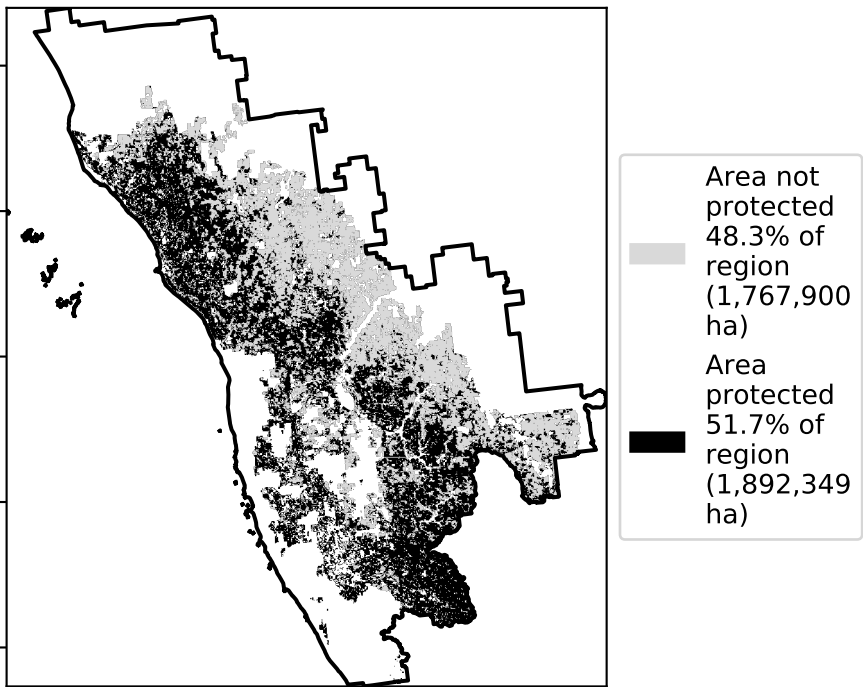 Area not
protected
48.3% of
region
(1,767,900
ha)
Area
protected
51.7% of
region
(1,892,349
ha)